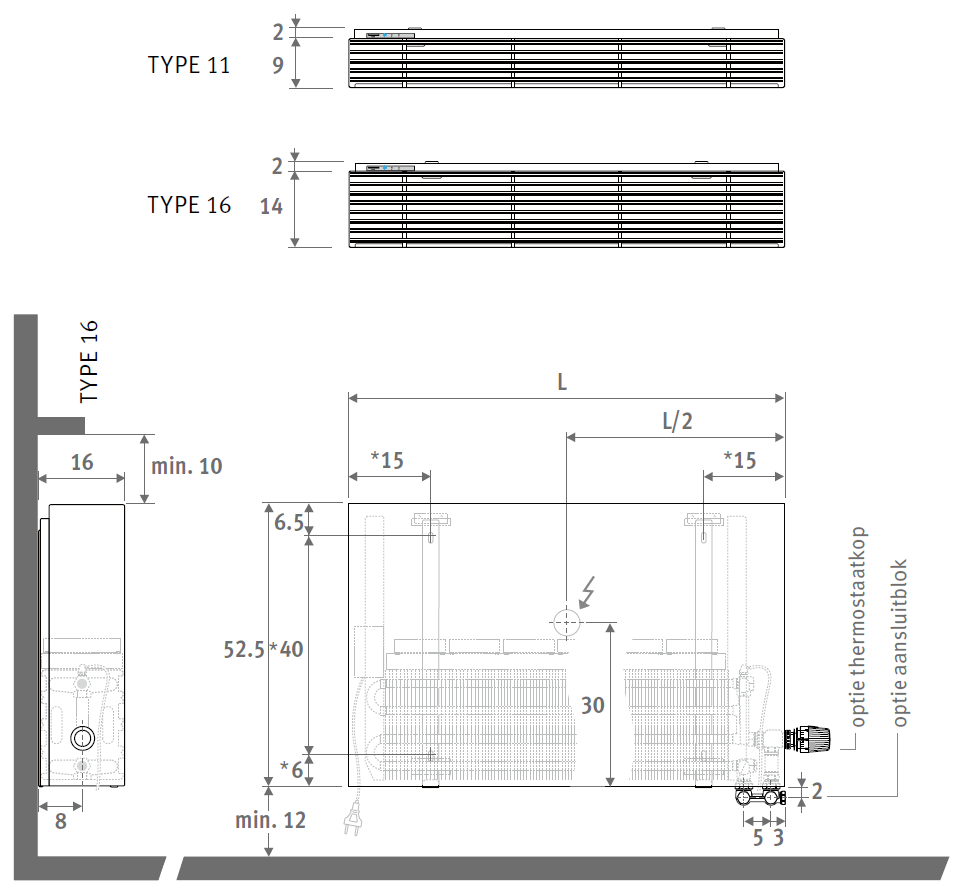 2
TYPE 11
9
2
TYPE 16
14
TYPE 16
L
L/2
16
min. 10
*15
*15
6.5
52.5
*40
30
*6
8
min. 12
2
5
3
optie thermostaatkop
optie aansluitblok